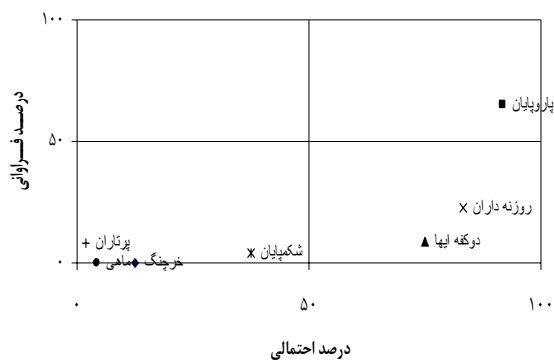 ۱۰۰
درصد فراوانی
پاروپایان
۵۰
روزنه داران
دوکفه ایها
پرتاران
شکمپایان
خرچنگ
ماهی
۰
۰
۵۰
۱۰۰
درصد احتمالی